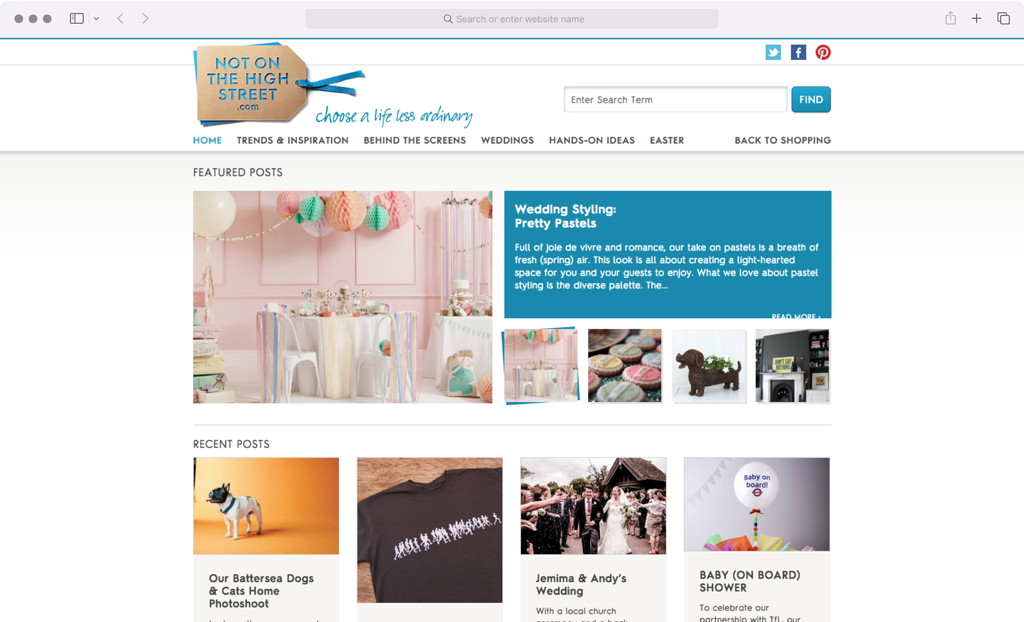 Search or enter website name
NOT ON
THE HIGH
STREET
.com
choose a life less ordinary
Enter Search Term
FIND
HOME TRENDS & INSPIRATION BEHIND THE SCREENS WEDDINGS HANDS-ON IDEAS EASTER BACK TO SHOPPING
FEATURED POSTS
Wedding Styling:
Pretty Pastels
Full of joie de vivre and romance, our take on pastels is a breath of
fresh (spring) air. This look is all about creating a light-hearted
space for you and your guests to enjoy. What we love about pastel
styling is the diverse palette. The...
READ MORE ›
RECENT POSTS
Baby on
board!
Our Battersea Dogs
& Cats Home
Photoshoot
Jemima & Andy's
Wedding
With a local church
ceremony and a back
BABY (ON BOARD)
SHOWER
To celebrate our
partnership with TfL, our